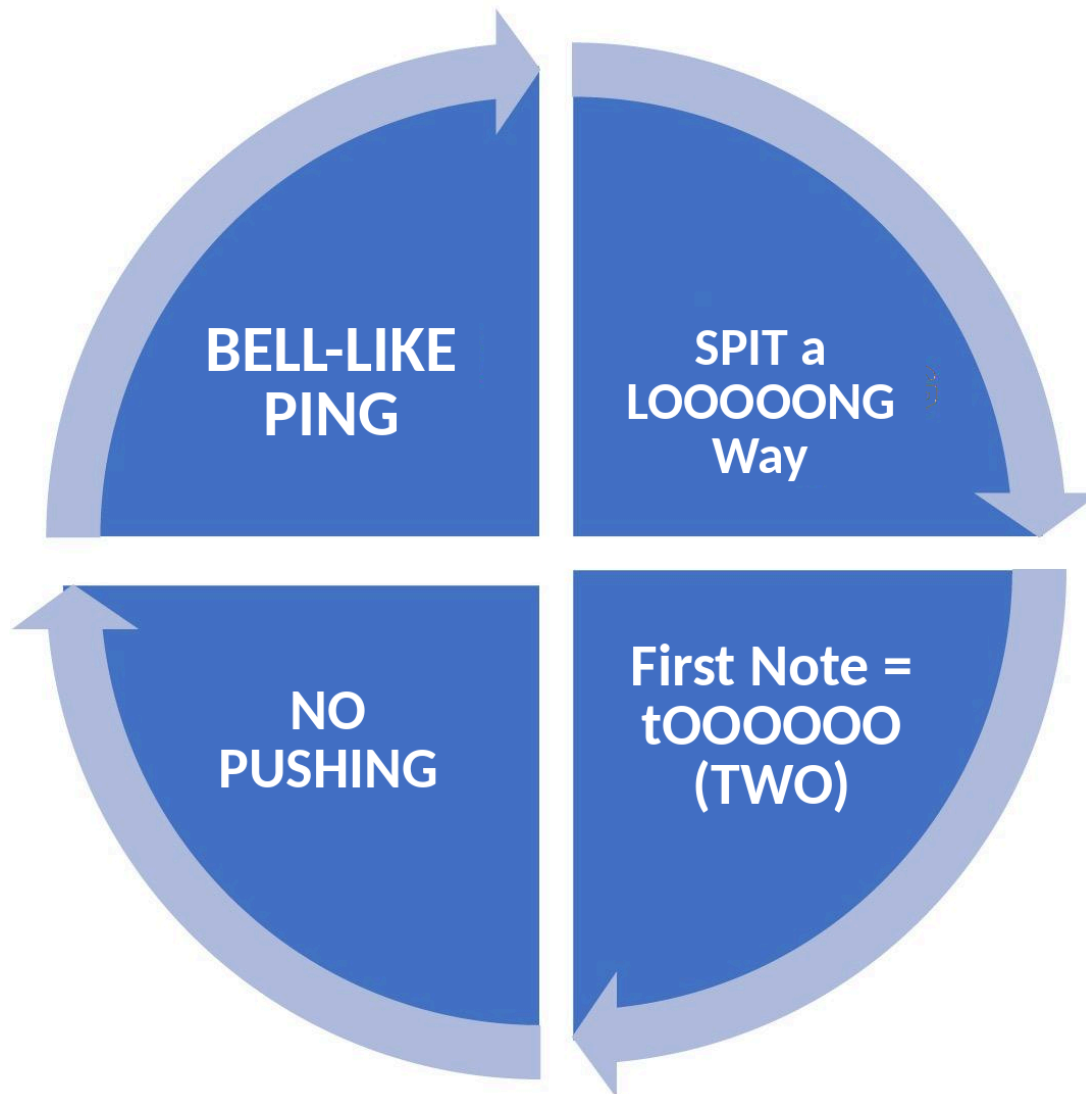 BELL-LIKE
PING
SPIT a
LOOOOONG
Way
First Note =
tOOOOOO
(TWO)
NO
PUSHING